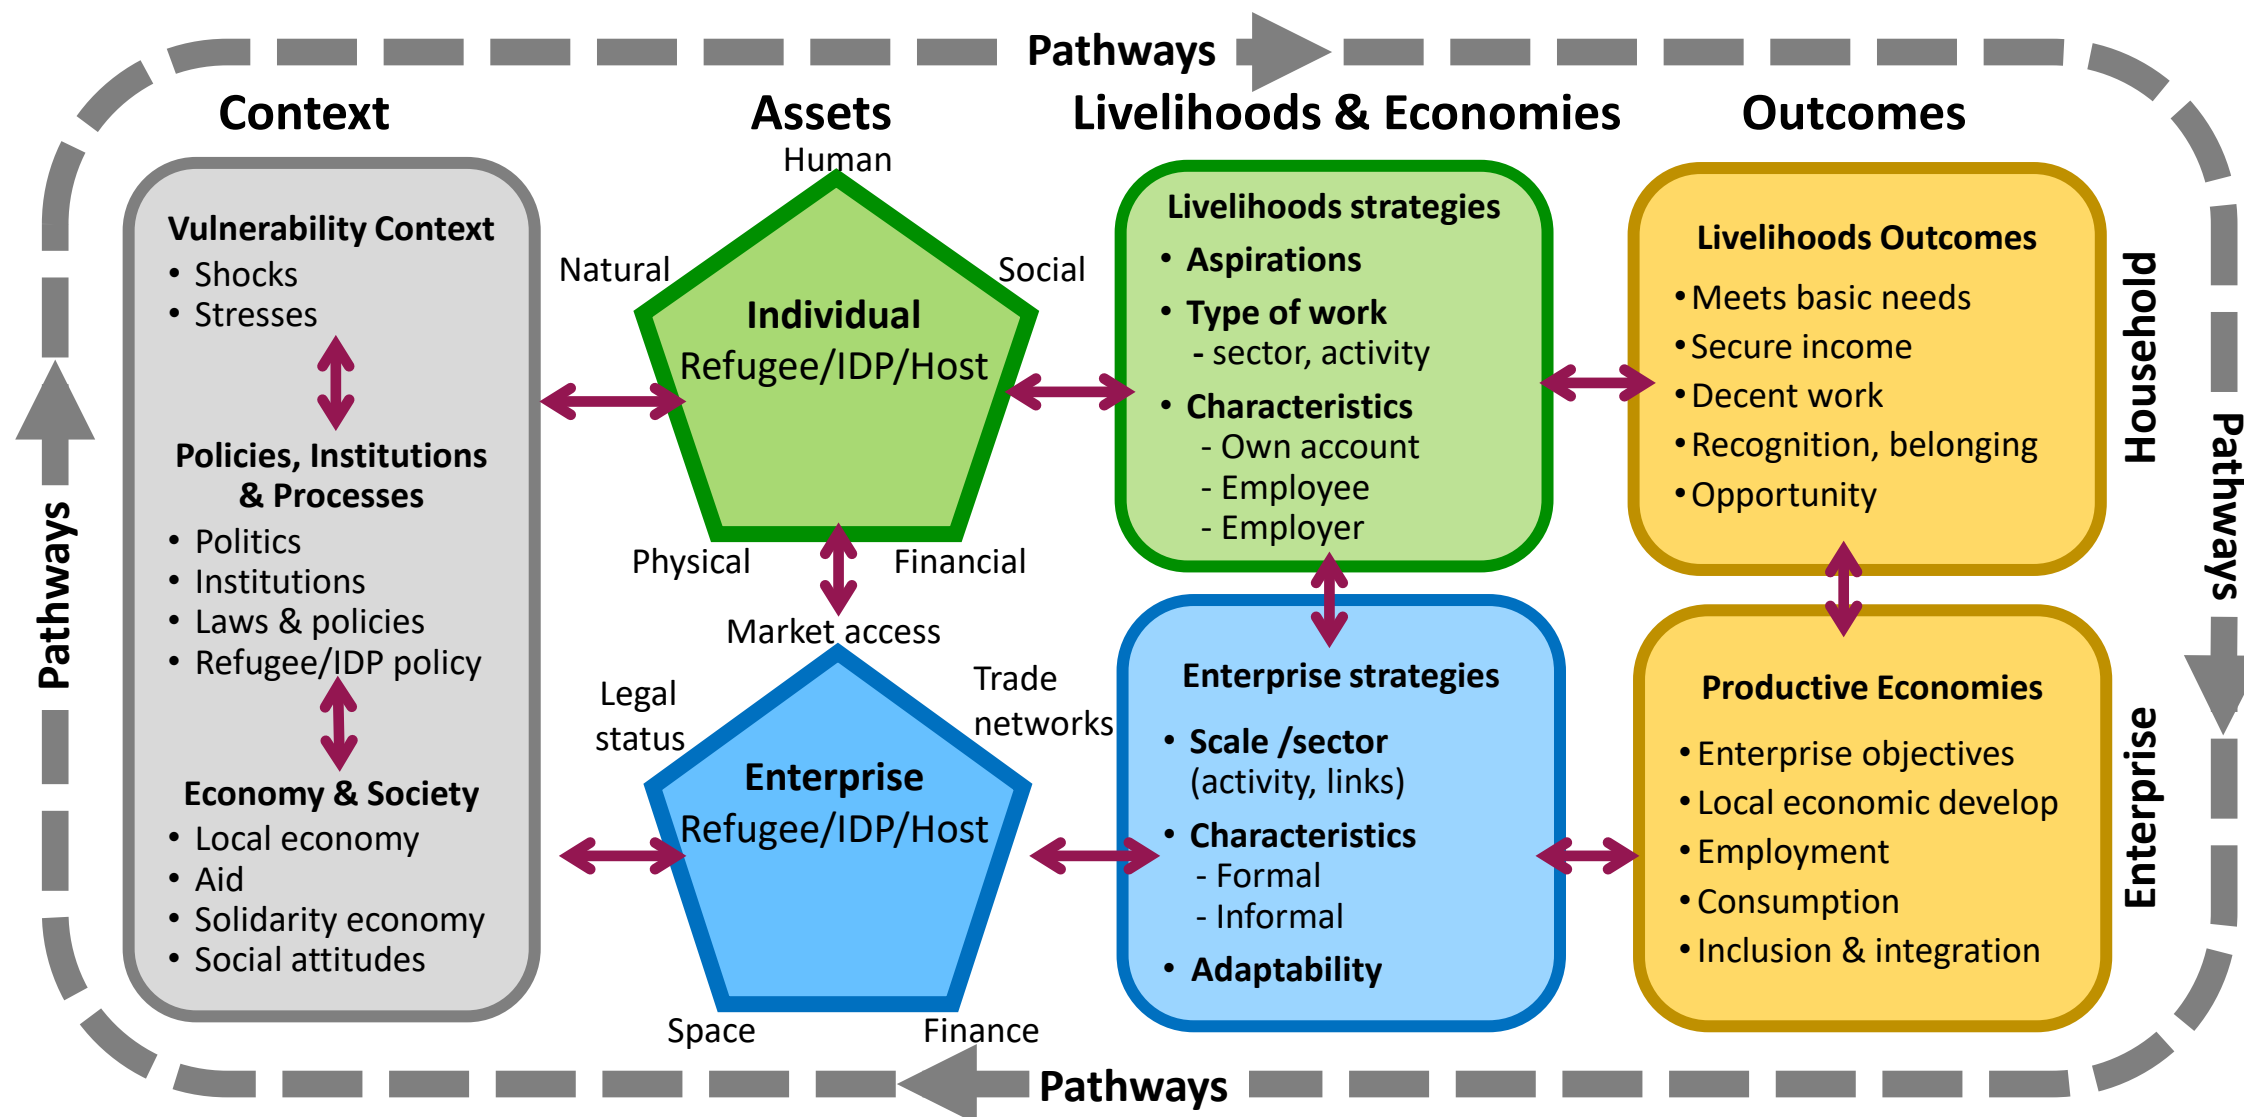 Pathways
Context
Assets
Livelihoods & Economies
Outcomes
Vulnerability Context
• Shocks
• Stresses
Policies, Institutions
& Processes
• Politics
• Institutions
• Laws & policies
• Refugee/IDP policy
Economy & Society
• Local economy
• Aid
• Solidarity economy
• Social attitudes
Human
Natural
Social
Individual
Refugee/IDP/Host
Physical
Financial
Market access
Legal
status
Trade
networks
Enterprise
Refugee/IDP/Host
Space
Finance
Livelihoods strategies
• Aspirations
• Type of work
- sector, activity
• Characteristics
- Own account
- Employee
- Employer
Enterprise strategies
• Scale /sector
(activity, links)
• Characteristics
- Formal
- Informal
• Adaptability
Livelihoods Outcomes
• Meets basic needs
• Secure income
• Decent work
• Recognition, belonging
• Opportunity
Productive Economies
• Enterprise objectives
• Local economic develop
• Employment
• Consumption
• Inclusion & integration
Household
Enterprise
Pathways
Pathways
Pathways